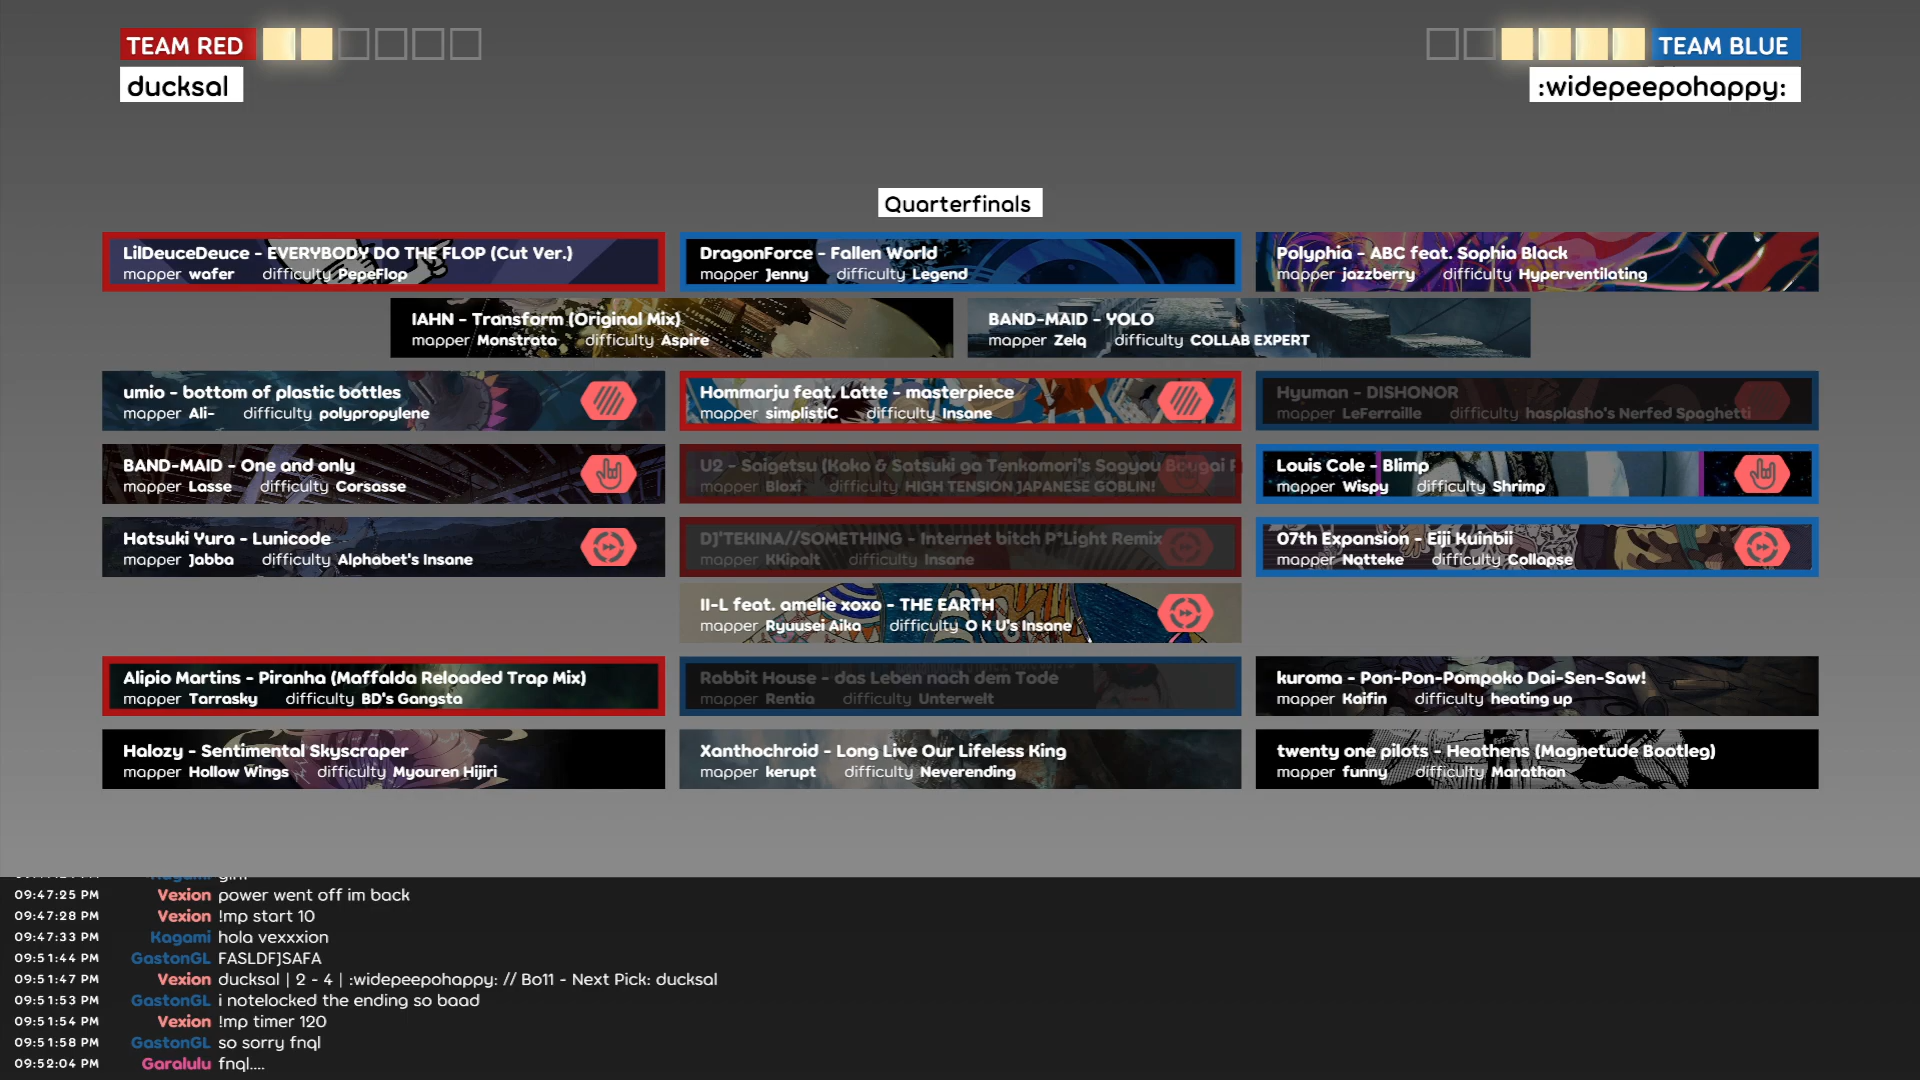 TEAM RED
TEAM BLUE
ducksal
:widepeepohappy:
Quarterfinals
LilDeuceDeuce - EVERYBODY DO THE FLOP (Cut Ver.)
mapper wafer difficulty PepeFlop
DragonForce - Fallen World
mapper Jenny difficulty Legend
Polyphia - ABC feat. Sophia Black
mapper jazzberry difficulty Hyperventilating
IAHN - Transform (Original Mix)
mapper Monstrata difficulty Aspire
BAND-MAID - YOLO
mapper Zelq difficulty COLLAB EXPERT
umio - bottom of plastic bottles
mapper Ali- difficulty polypropylene
Hommarju feat. Latte - masterpiece
mapper simplistiC difficulty Insane
Hyuman - DISHONOR
mapper LeFerraille difficulty hasplasho's Nerfed Spaghetti
BAND-MAID - One and only
mapper Lasse difficulty Corsasse
U2 - Saigetsu (Koko & Satsuki ga Tenkomori's Sagyou Bougai
mapper Bloxi difficulty HIGH TENSION JAPANESE GOBLIN!
Louis Cole - Blimp
mapper Wispy difficulty Shrimp
Hatsuki Yura - Lunicode
mapper Jabba difficulty Alphabet's Insane
DJ'TEKINA//SOMETHING - Internet bitch P*Light Remix
mapper KKipalt difficulty Insane
07th Expansion - Eiji Kuinbii
mapper Natteke difficulty Collapse
II-L feat. amelie xoxo - THE EARTH
mapper Ryuusei Aika difficulty O K U's Insane
Alipio Martins - Piranha (Maffalda Reloaded Trap Mix)
mapper Tarrasky difficulty BD's Gangsta
Rabbit House - das Leben nach dem Tode
mapper Rentia difficulty Unterwelt
kuroma - Pon-Pon-Pompoko Dai-Sen-Saw!
mapper Kaifin difficulty heating up
Halozy - Sentimental Skyscraper
mapper Hollow Wings difficulty Myouren Hijiri
Xanthochroid - Long Live Our Lifeless King
mapper kerupt difficulty Neverending
twenty one pilots - Heathens (Magnetude Bootleg)
mapper funny difficulty Marathon
09:47:25 PM Vexion power went off im back
09:47:28 PM Vexion !mp start 10
09:47:33 PM Kagami hola vexxxion
09:51:44 PM GastonGL FASLDFJSAFA
09:51:47 PM Vexion ducksal | 2 - 4 | :widepeepohappy: // Bo11 - Next Pick: ducksal
09:51:53 PM GastonGL i notelocked the ending so baad
09:51:54 PM Vexion !mp timer 120
09:51:58 PM GastonGL so sorry fnql
09:52:04 PM Garalulu fnql....